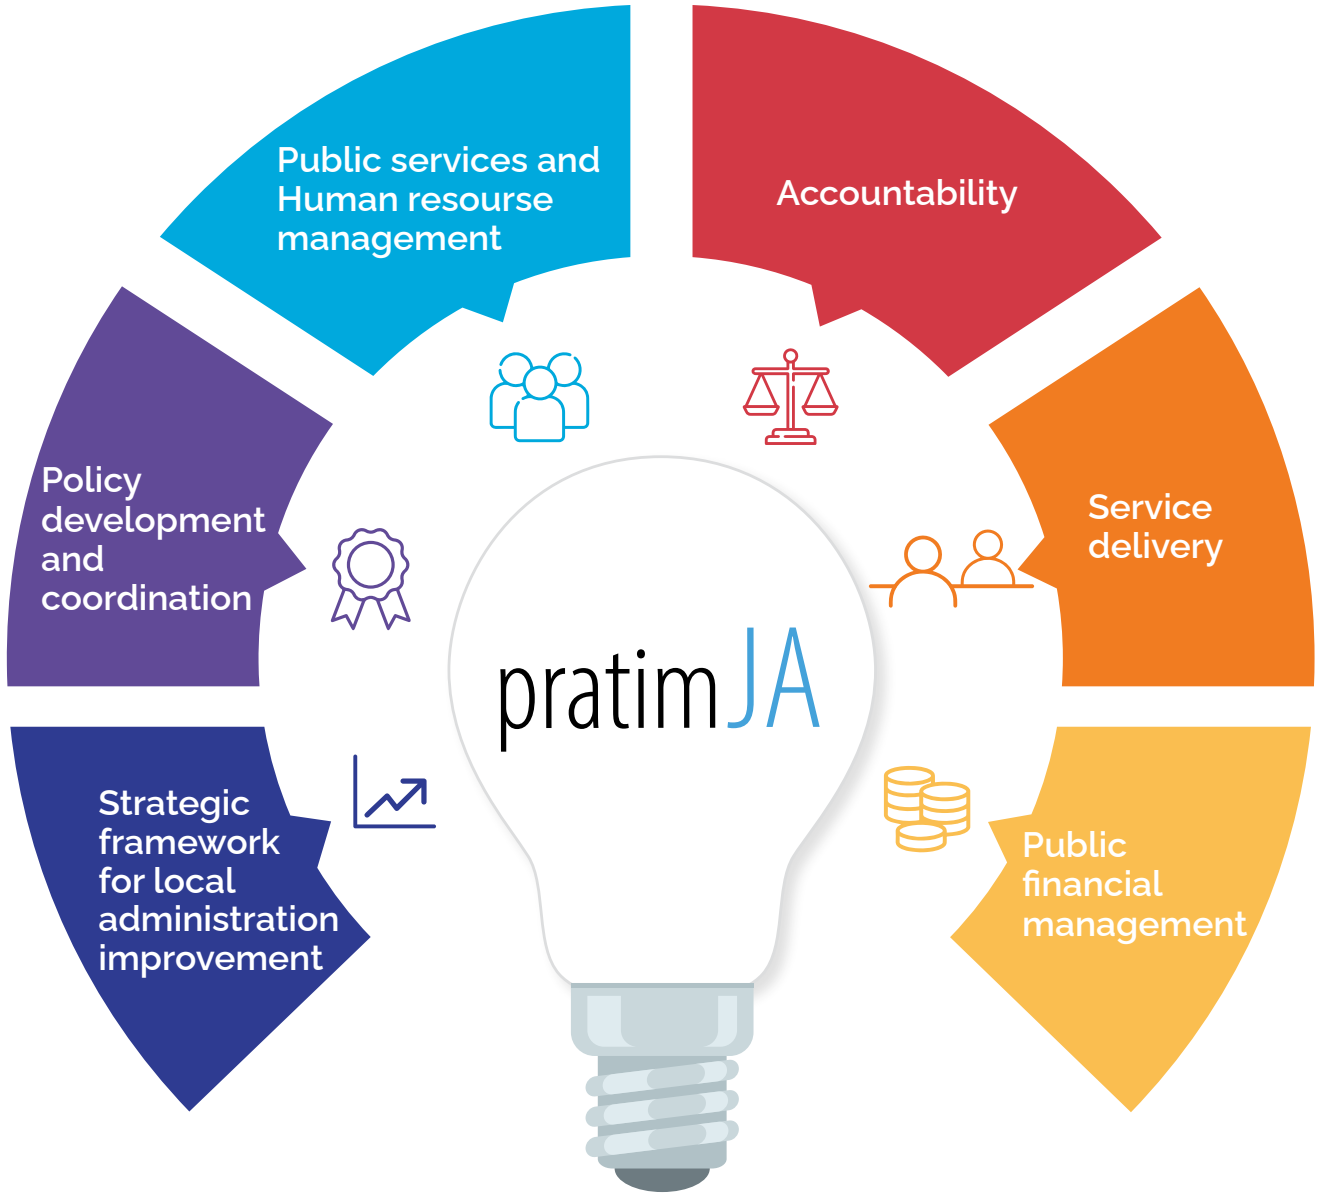 Public services and
Human resourse
management
Accountability
Policy
development
and
coordination
Service
delivery
pratimJA
Strategic
framework
for local
administration
improvement
Public
financial
management